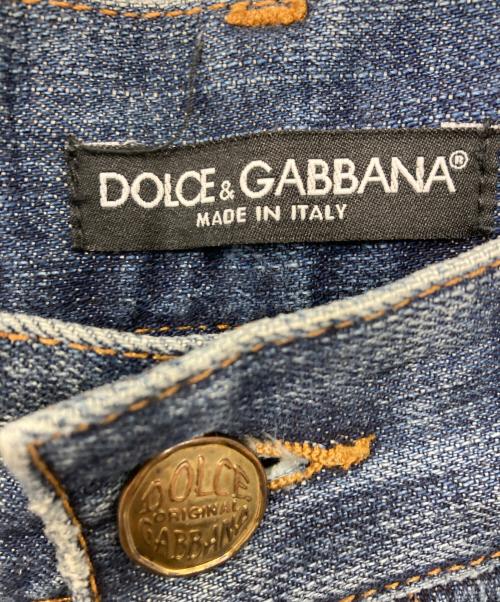 DOLCE & GABBANA®
MADE IN ITALY
DOLCE
ORIGINAL
GABBANA